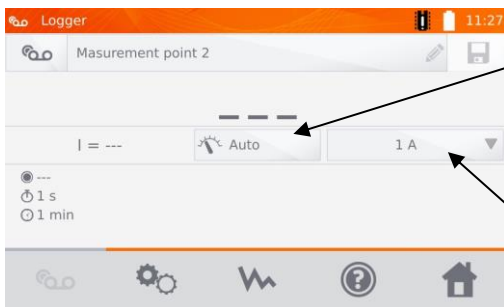 Logger 11:27
Masurement point 2
---
I = --- Auto 1 A
---
1 s
1 min